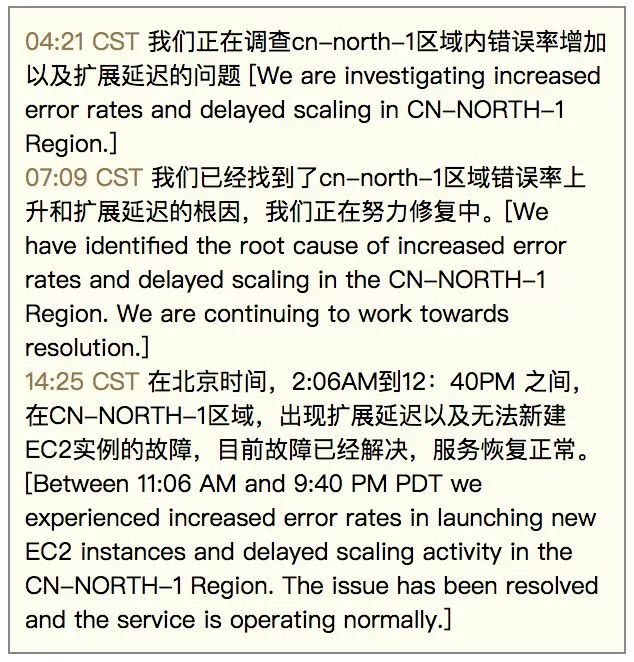 04:21 CST 我们正在调查cn-north-1区域内错误率增加
以及扩展延迟的问题 [We are investigating increased
error rates and delayed scaling in CN-NORTH-1
Region.]
07:09 CST 我们已经找到了cn-north-1区域错误率上
升和扩展延迟的根因，我们正在努力修复中。[We
have identified the root cause of increased error
rates and delayed scaling in the CN-NORTH-1
Region. We are continuing to work towards
resolution.]
14:25 CST 在北京时间，2:06AM到12：40PM 之间，
在CN-NORTH-1区域，出现扩展延迟以及无法新建
EC2实例的故障，目前故障已经解决，服务恢复正常。
[Between 11:06 AM and 9:40 PM PDT we
experienced increased error rates in launching new
EC2 instances and delayed scaling activity in the
CN-NORTH-1 Region. The issue has been resolved
and the service is operating normally.]